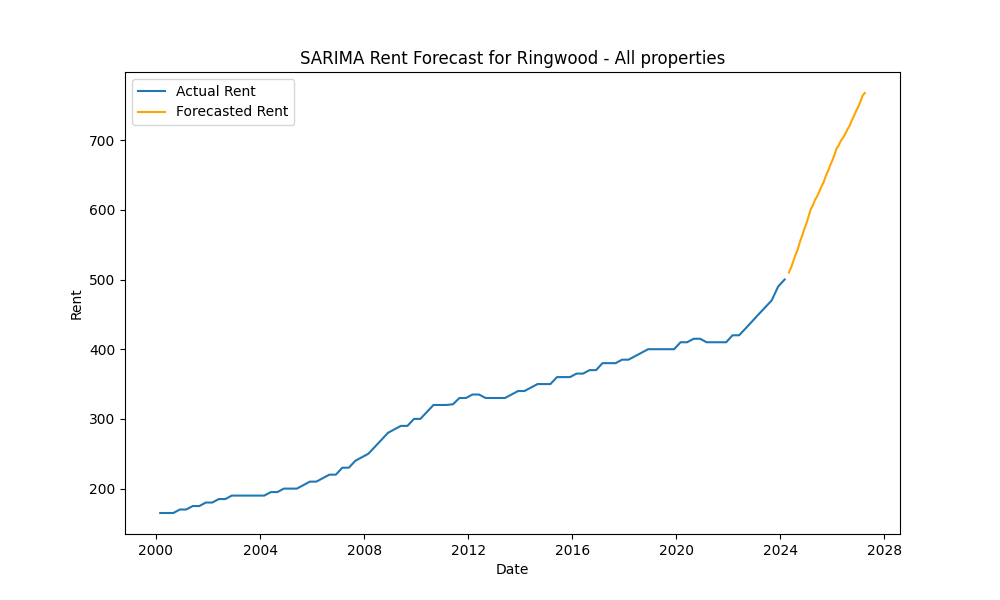 SARIMA Rent Forecast for Ringwood - All properties
Actual Rent
Forecasted Rent
700
600
500
400
300
200
Rent
2000 2004 2008 2012 2016 2020 2024 2028
Date